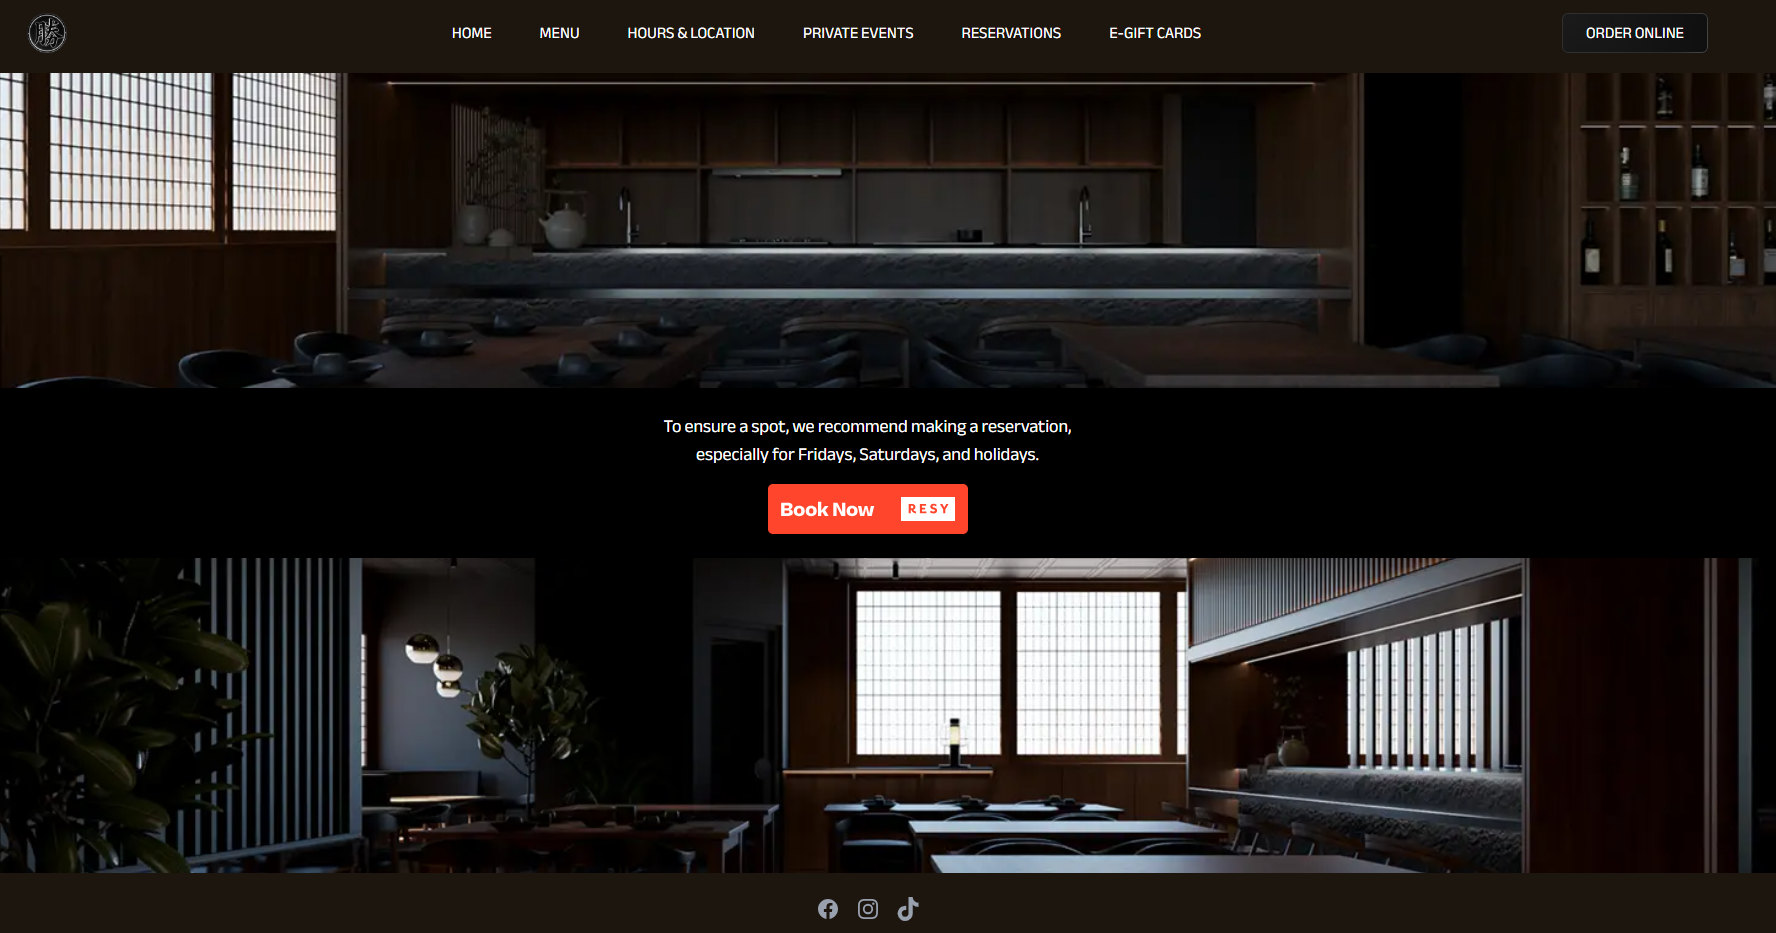 勝
HOME
MENU
HOURS & LOCATION
PRIVATE EVENTS
RESERVATIONS
E-GIFT CARDS
ORDER ONLINE
To ensure a spot, we recommend making a reservation,
especially for Fridays, Saturdays, and holidays.
Book Now RESY